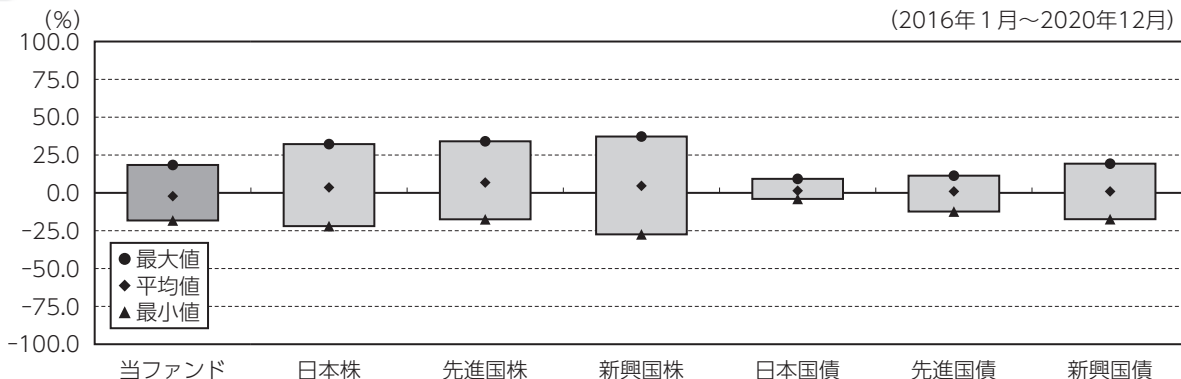 (%)
(2016年1月~2020年12月)
100.0
75.0
50.0
25.0
0.0
-25.0
-50.0
-75.0
-100.0
●最大値
◆平均値
▲最小値
当ファンド 日本株 先進国株 新興国株 日本国債 先進国債 新興国債